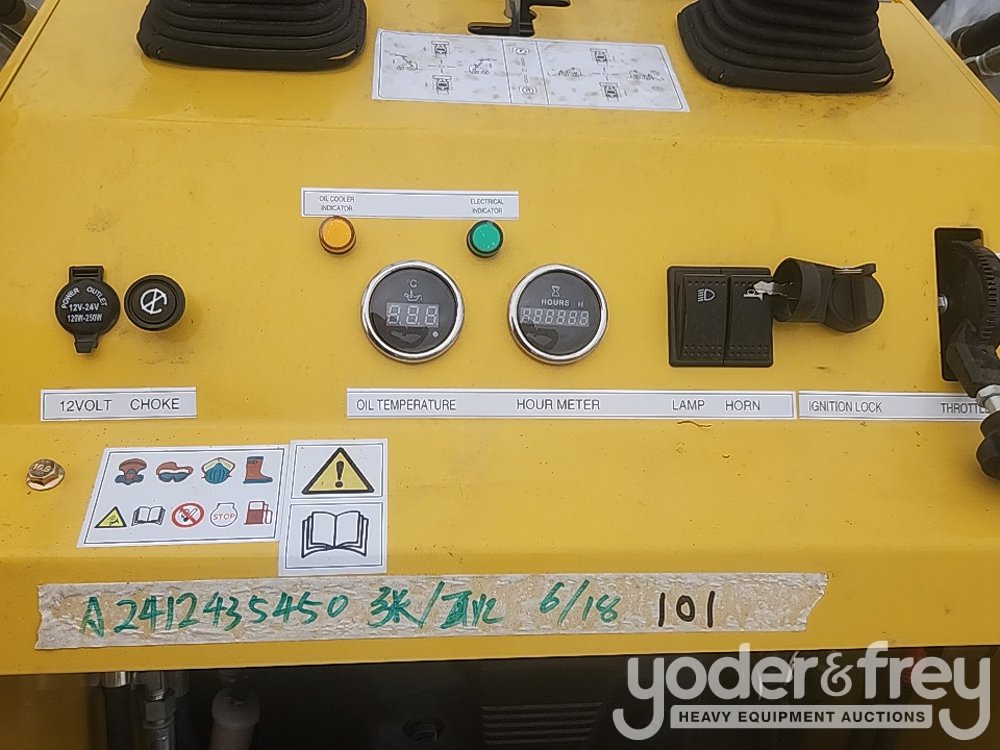 OIL COOLER
INDICATOR
ELECTRICAL
INDICATOR
POWER OUTLET
12V-24V
120W-250W
C
HOURS H
12VOLT CHOKE
OIL TEMPERATURE HOUR METER LAMP HORN
IGNITION LOCK THROTTLE
STOP
A2412435450 6/18 101
yoder&frey
HEAVY EQUIPMENT AUCTIONS